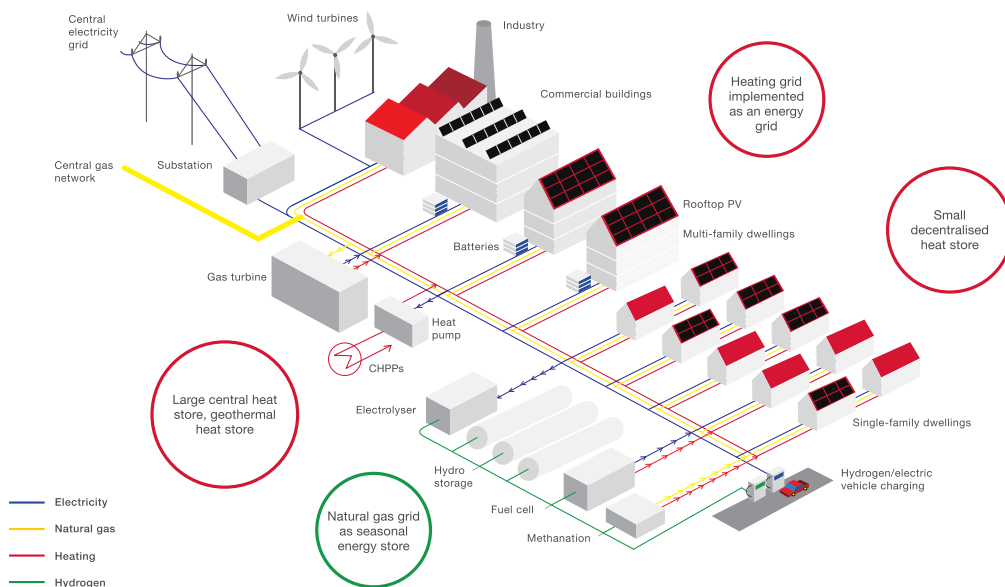 Central
electricity
grid
Wind turbines
Industry
Commercial buildings
Heating grid
implemented
as an energy
grid
Central gas
network
Substation
Small
decentralised
heat store
Rooftop PV
Multi-family dwellings
Batteries
Gas turbine
Heat
pump
CHPPs
Large central heat
store, geothermal
heat store
Electrolyser
Single-family dwellings
Hydro
storage
Hydrogen/electric
vehicle charging
Fuel cell
Methanation
Natural gas grid
as seasonal
energy store
Electricity
Natural gas
Heating
Hydrogen